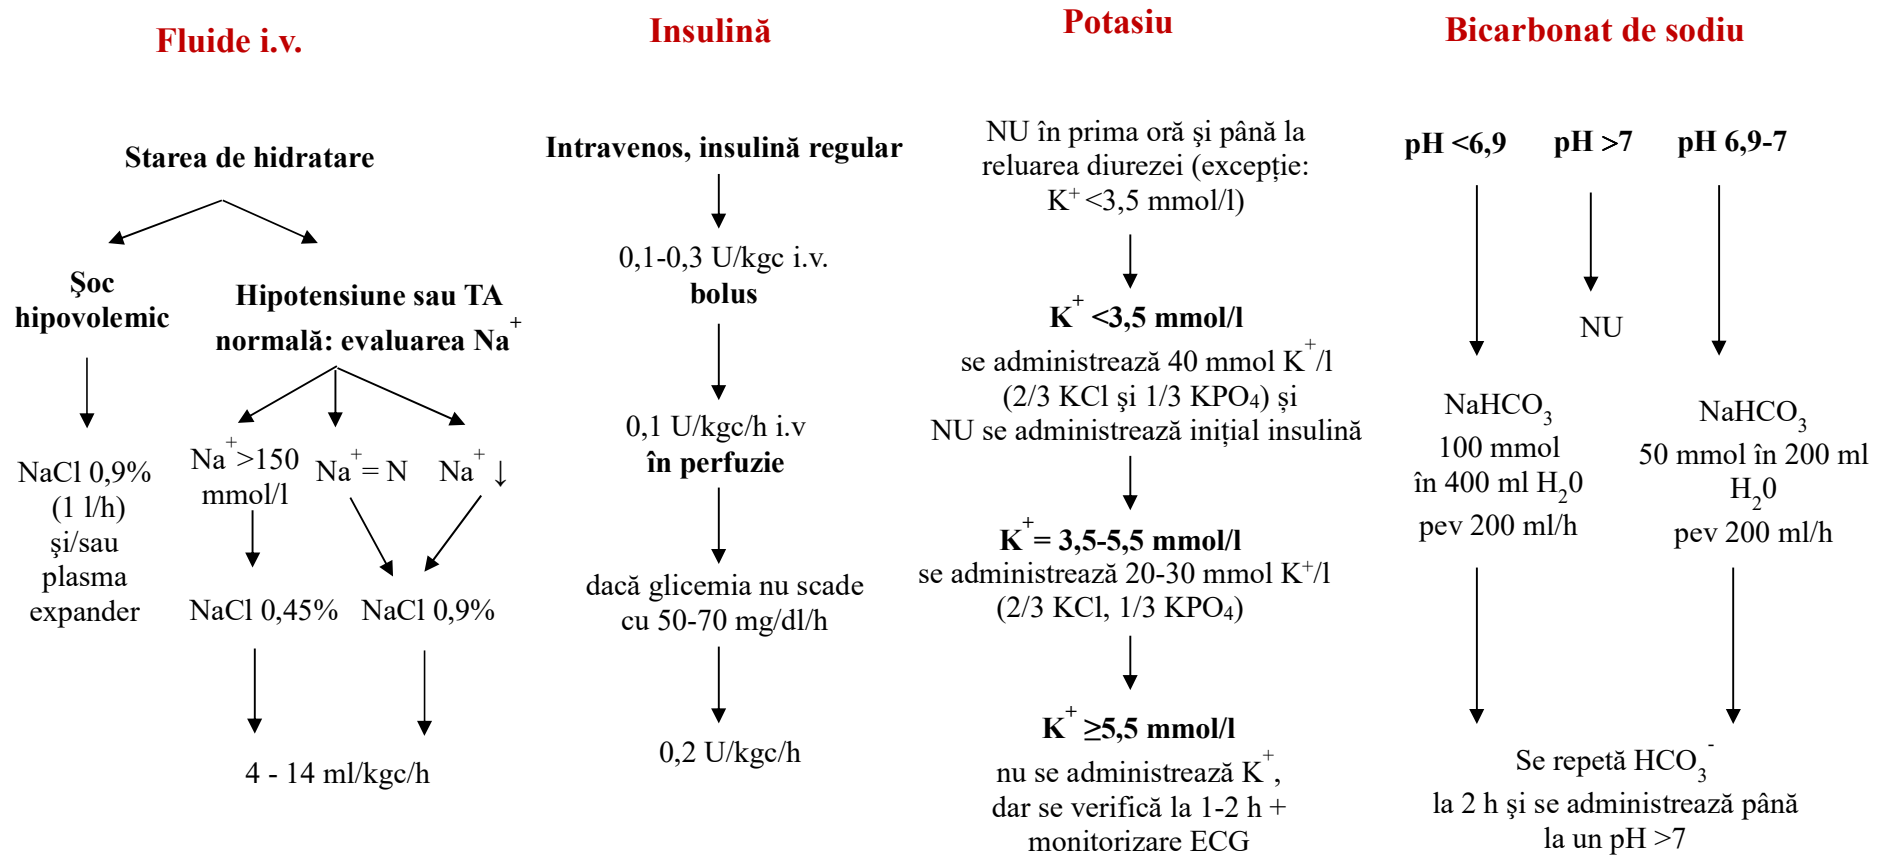 Fluide i.v.
Starea de hidratare
Şoc
hipovolemic
Hipotensiune sau TA
normală: evaluarea Na+
NaCl 0,9%
(1 l/h)
şi/sau
plasma
expander
Na+>150
mmol/l
Na+= N
Na+ ↓
NaCl 0,45%
NaCl 0,9%
4 - 14 ml/kgc/h
Insulină
Intravenos, insulină regular
0,1-0,3 U/kgc i.v.
bolus
0,1 U/kgc/h i.v
în perfuzie
dacă glicemia nu scade
cu 50-70 mg/dl/h
0,2 U/kgc/h
Potasiu
NU în prima oră şi până la
reluarea diurezei (excepție:
K+ <3,5 mmol/l)
K+ <3,5 mmol/l
se administrează 40 mmol K+/l
(2/3 KCl şi 1/3 KPO4) și
NU se administrează inițial insulină
K+= 3,5-5,5 mmol/l
se administrează 20-30 mmol K+/l
(2/3 KCl, 1/3 KPO4)
K+ ≥5,5 mmol/l
nu se administrează K+,
dar se verifică la 1-2 h +
monitorizare ECG
Bicarbonat de sodiu
pH <6,9
pH >7
pH 6,9-7
NU
NaHCO3
100 mmol
în 400 ml H20
pev 200 ml/h
NaHCO3
50 mmol în 200 ml
H20
pev 200 ml/h
Se repetă HCO3-
la 2 h şi se administrează până
la un pH >7